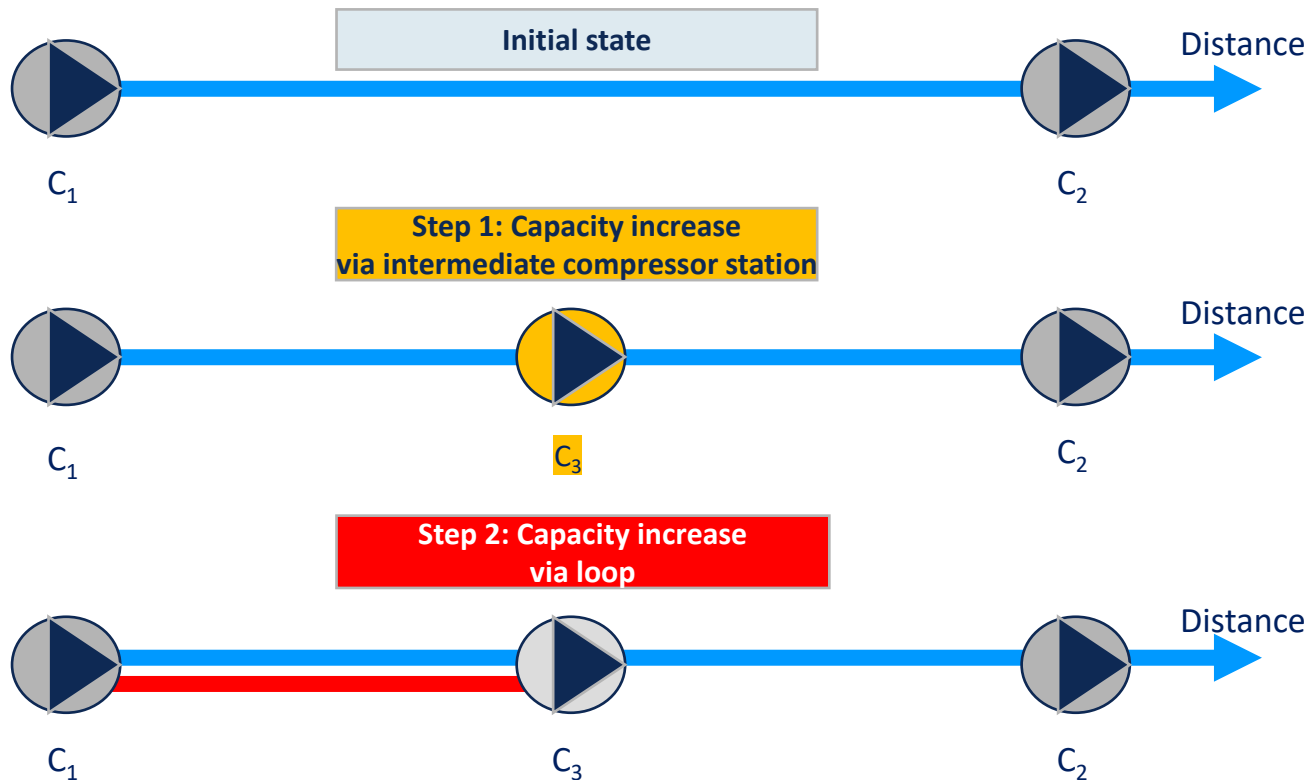 Initial state
Distance
C₁
C₂
Step 1: Capacity increase
via intermediate compressor station
Distance
C₁
C₃
C₂
Step 2: Capacity increase
via loop
Distance
C₁
C₃
C₂